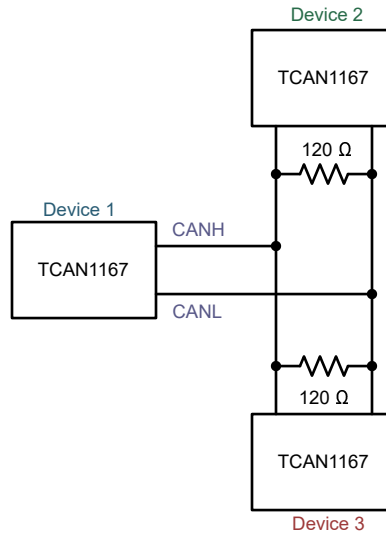 Device 2
TCAN1167
120 Ω
Device 1
CANH
TCAN1167
CANL
120 Ω
TCAN1167
Device 3